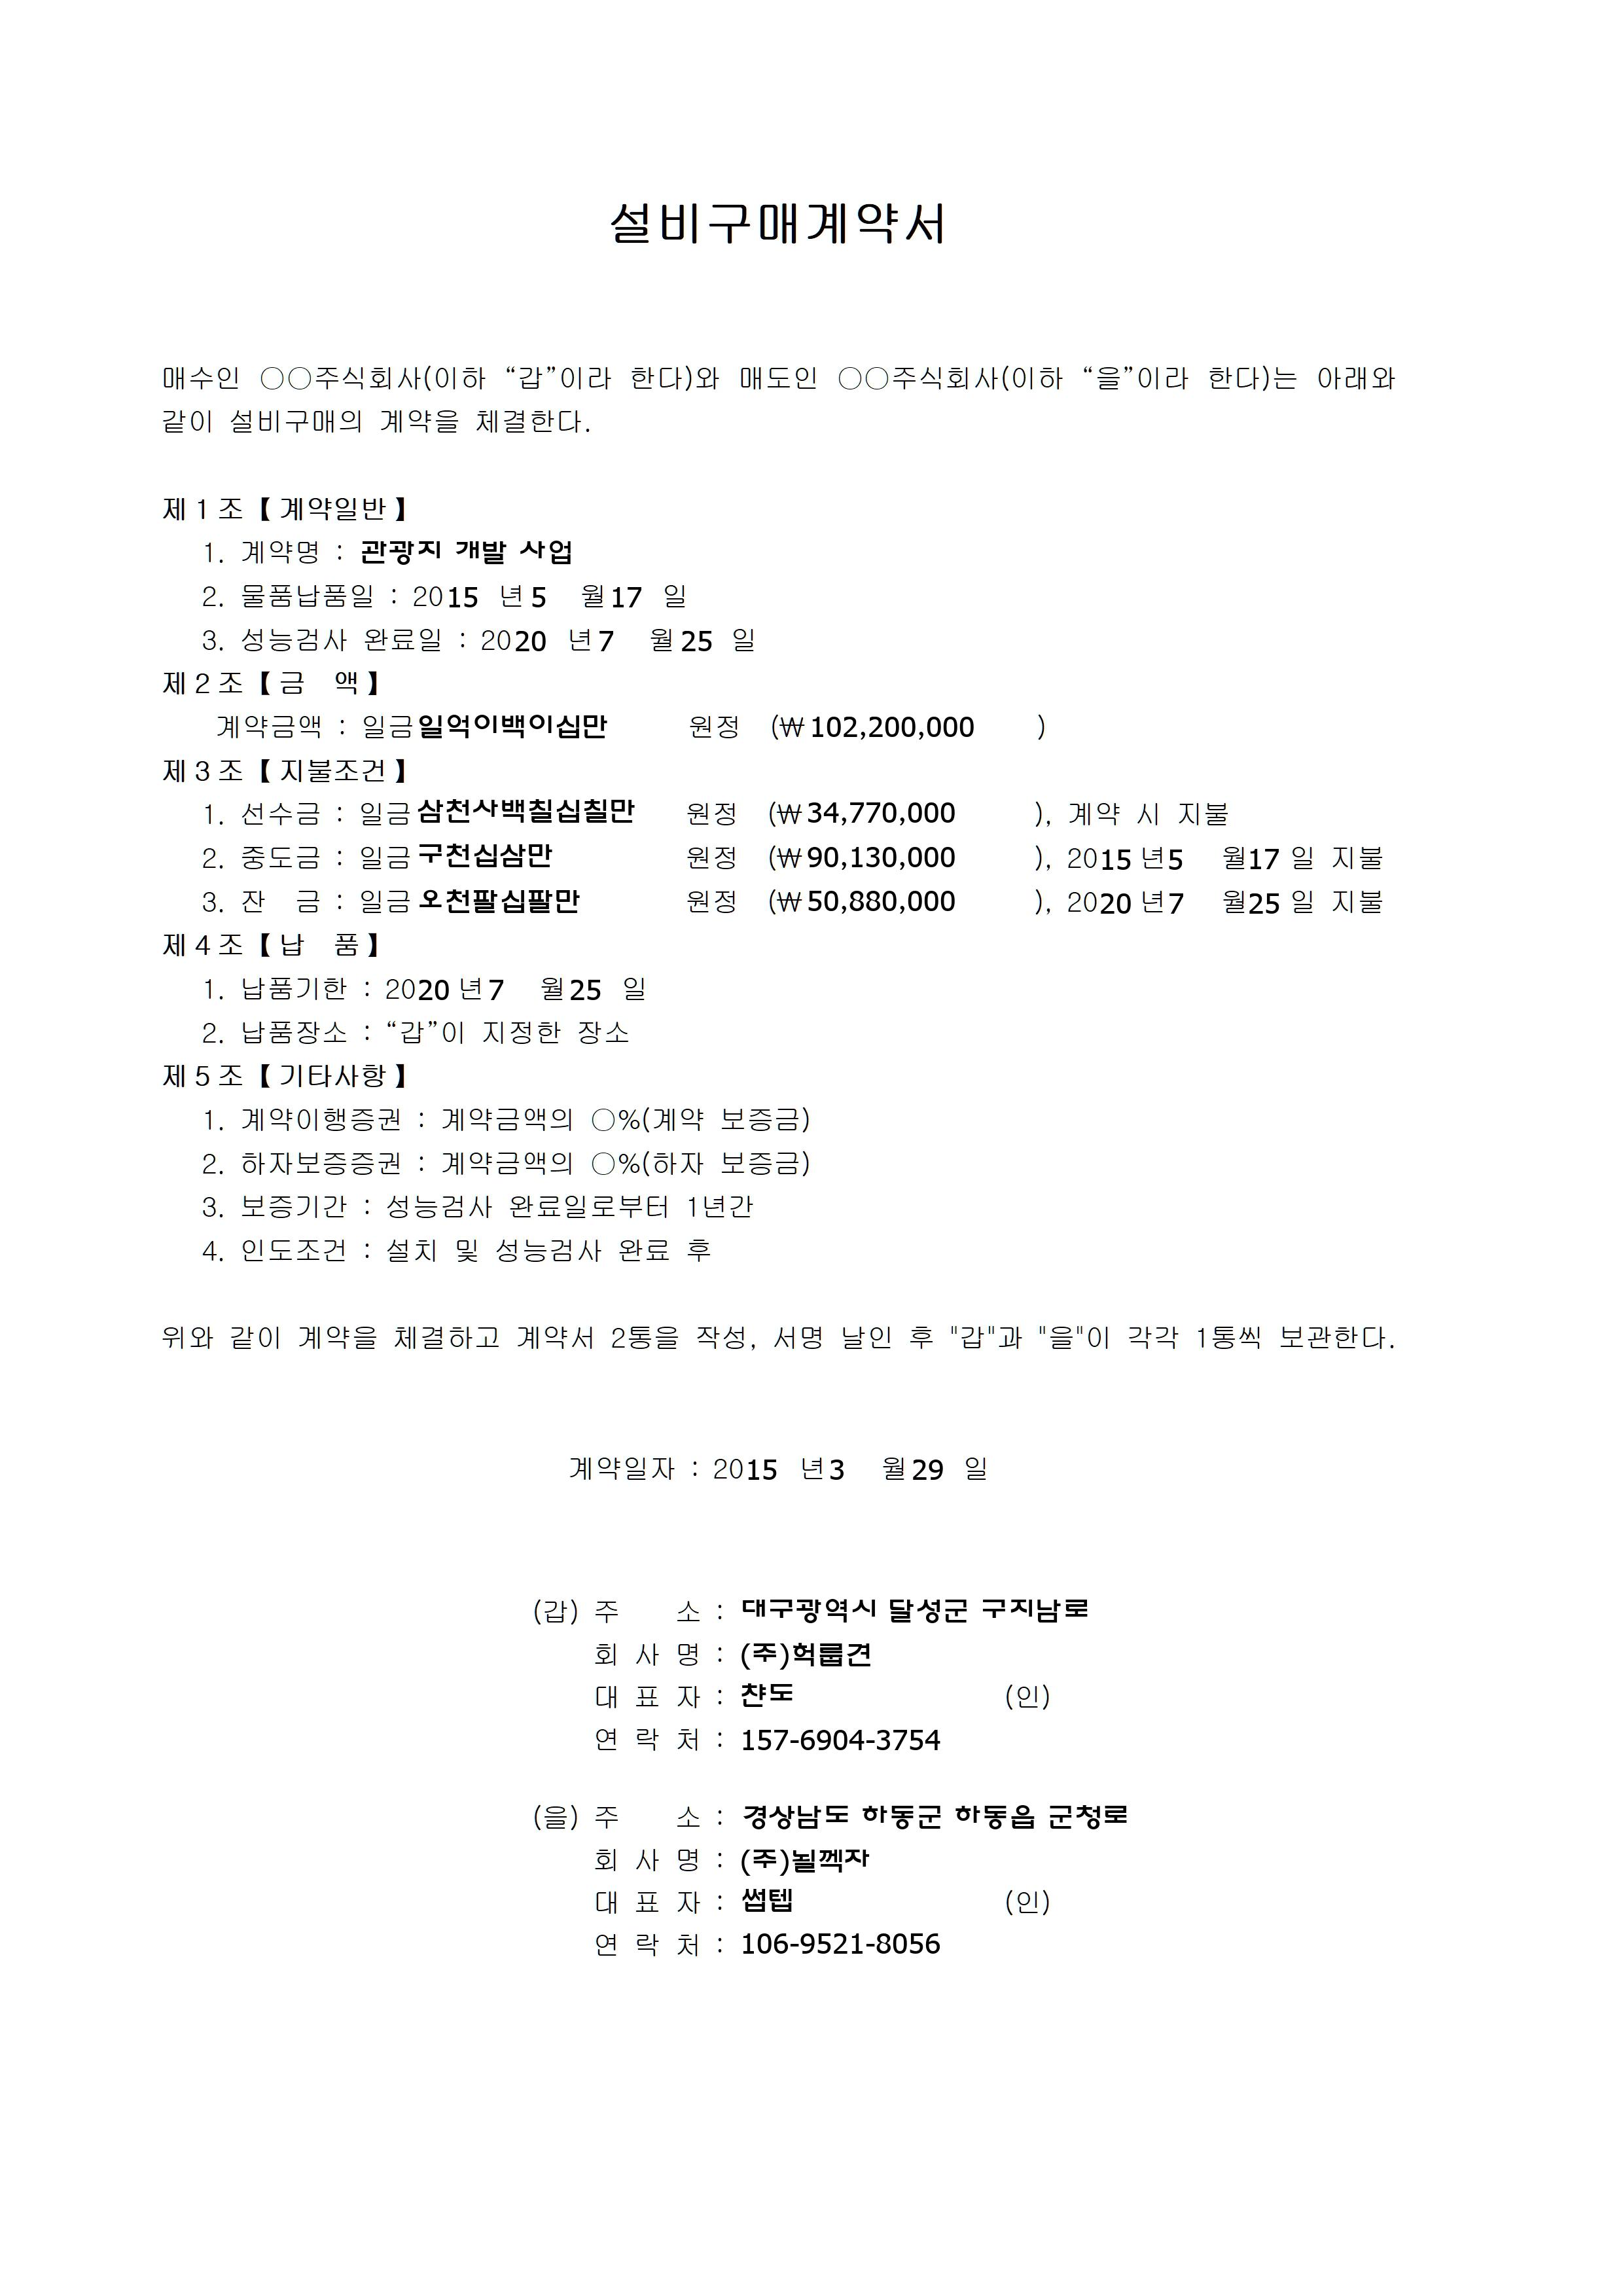 설비구매계약서
매수인 ○○주식회사(이하 “갑”이라 한다)와 매도인 ○○주식회사(이하 “을”이라 한다)는 아래와
같이 설비구매의 계약을 체결한다.
제1조【계약일반】
1. 계약명 : 관광지 개발 사업
2. 물품납품일 : 2015 년 5 월 17 일
3. 성능검사 완료일 : 2020 년 7 월 25 일
제2조【금 액】
계약금액 : 일금 일억이백이십만 원정 (₩102,200,000 )
제3조【지불조건】
1. 선수금 : 일금 삼천사백칠십칠만 원정 (₩34,770,000 ), 계약 시 지불
2. 중도금 : 일금 구천십삼만 원정 (₩90,130,000 ), 2015 년 5 월 17 일 지불
3. 잔 금 : 일금 오천팔십팔만 원정 (₩50,880,000 ), 2020 년 7 월 25 일 지불
제4조【납 품】
1. 납품기한 : 2020 년 7 월 25 일
2. 납품장소 : “갑”이 지정한 장소
제5조【기타사항】
1. 계약이행증권 : 계약금액의 ○%(계약 보증금)
2. 하자보증증권 : 계약금액의 ○%(하자 보증금)
3. 보증기간 : 성능검사 완료일로부터 1년간
4. 인도조건 : 설치 및 성능검사 완료 후
위와 같이 계약을 체결하고 계약서 2통을 작성, 서명 날인 후 "갑"과 "을"이 각각 1통씩 보관한다.
계약일자 : 2015 년 3 월 29 일
(갑) 주 소 : 대구광역시 달성군 구지남로
회 사 명 : (주)헉룹견
대 표 자 : 챤도 (인)
연 락 처 : 157-6904-3754
(을) 주 소 : 경상남도 하동군 하동읍 군청로
회 사 명 : (주)뇔껙자
대 표 자 : 썹텝 (인)
연 락 처 : 106-9521-8056